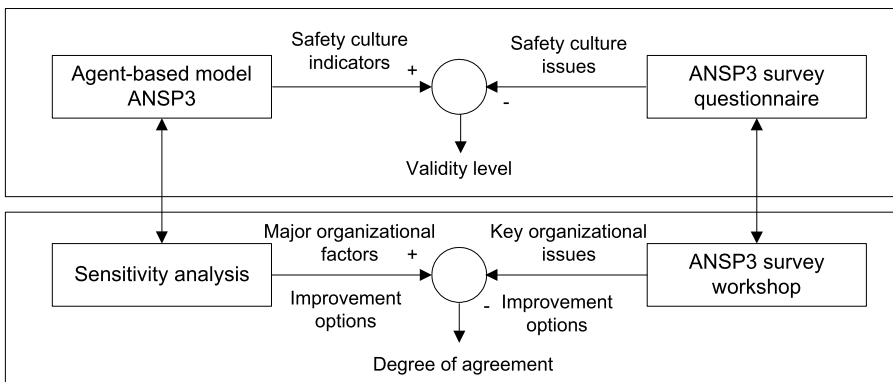 Agent-based model
ANSP3
Safety culture
indicators
+
Safety culture
issues
-
ANSP3 survey
questionnaire
Validity level
Sensitivity analysis
Major organizational
factors
+
Improvement
options
Key organizational
issues
-
Improvement
options
ANSP3 survey
workshop
Degree of agreement